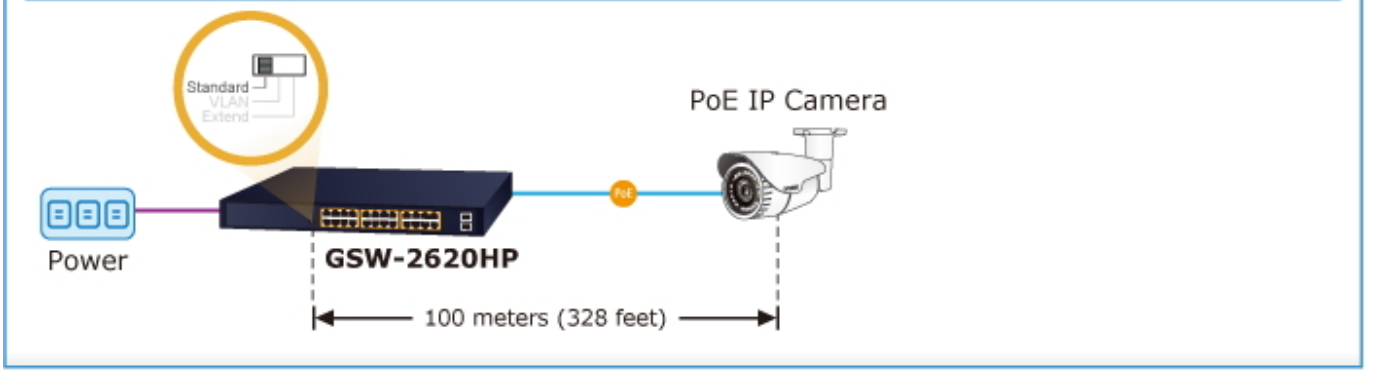 Standard
VLAN
Extend
PoE IP Camera
PoE
Power
GSW-2620HP
100 meters (328 feet)